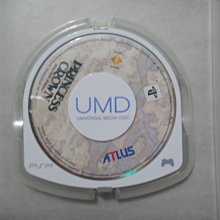 PRINCESS
CROWN
UMD
UNIVERSAL MEDIA DISC
ATLUS
PSP